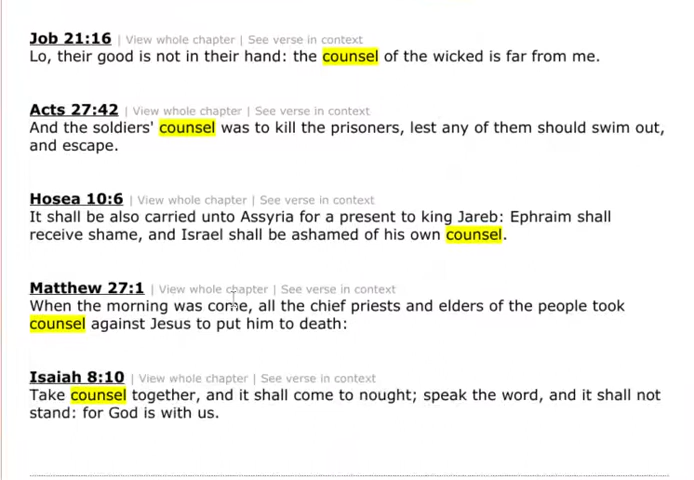 Job 21:16 | View whole chapter | See verse in context
Lo, their good is not in their hand: the counsel of the wicked is far from me.
Acts 27:42 | View whole chapter | See verse in context
And the soldiers' counsel was to kill the prisoners, lest any of them should swim out,
and escape.
Hosea 10:6 | View whole chapter | See verse in context
It shall be also carried unto Assyria for a present to king Jareb: Ephraim shall
receive shame, and Israel shall be ashamed of his own counsel.
Matthew 27:1 | View whole chapter | See verse in context
When the morning was come, all the chief priests and elders of the people took
counsel against Jesus to put him to death:
Isaiah 8:10 | View whole chapter | See verse in context
Take counsel together, and it shall come to nought; speak the word, and it shall not
stand: for God is with us.